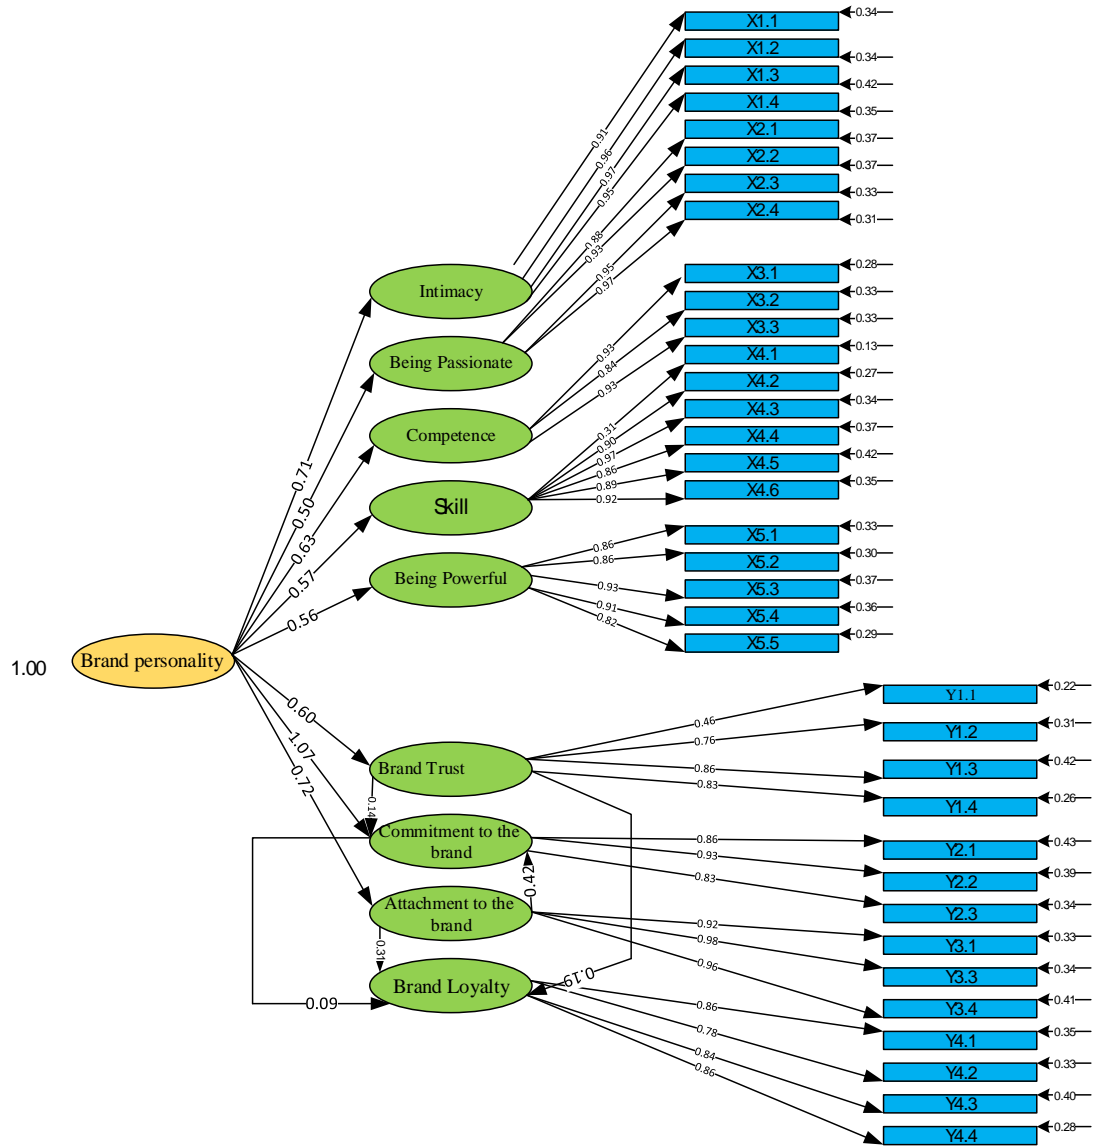 X1.1
0.34
X1.2
0.34
X1.3
0.42
X1.4
0.35
X2.1
0.37
X2.2
0.37
X2.3
0.33
X2.4
0.31
0.91
0.96
0.97
0.95
0.88
0.93
0.95
0.97
Intimacy
Being Passionate
Competence
Skill
Being Powerful
X3.1
0.28
X3.2
0.33
X3.3
0.33
X4.1
0.13
X4.2
0.27
X4.3
0.34
X4.4
0.37
X4.5
0.42
X4.6
0.35
0.93
0.84
0.93
0.31
0.90
0.97
0.86
0.89
0.92
X5.1
0.33
X5.2
0.30
X5.3
0.37
X5.4
0.36
X5.5
0.29
0.86
0.86
0.93
0.91
0.82
0.71
0.50
0.63
0.57
0.56
1.00
Brand personality
0.60
1.07
0.72
Brand Trust
0.14
Commitment to the
brand
0.42
Attachment to the
brand
0.31
Brand Loyalty
0.09
0.19
Y1.1
0.22
Y1.2
0.31
Y1.3
0.42
Y1.4
0.26
0.46
0.76
0.86
0.83
Y2.1
0.43
Y2.2
0.39
Y2.3
0.34
0.86
0.93
0.83
Y3.1
0.33
Y3.3
0.34
Y3.4
0.41
0.92
0.98
0.96
Y4.1
0.35
Y4.2
0.33
Y4.3
0.40
Y4.4
0.28
0.86
0.78
0.84
0.86